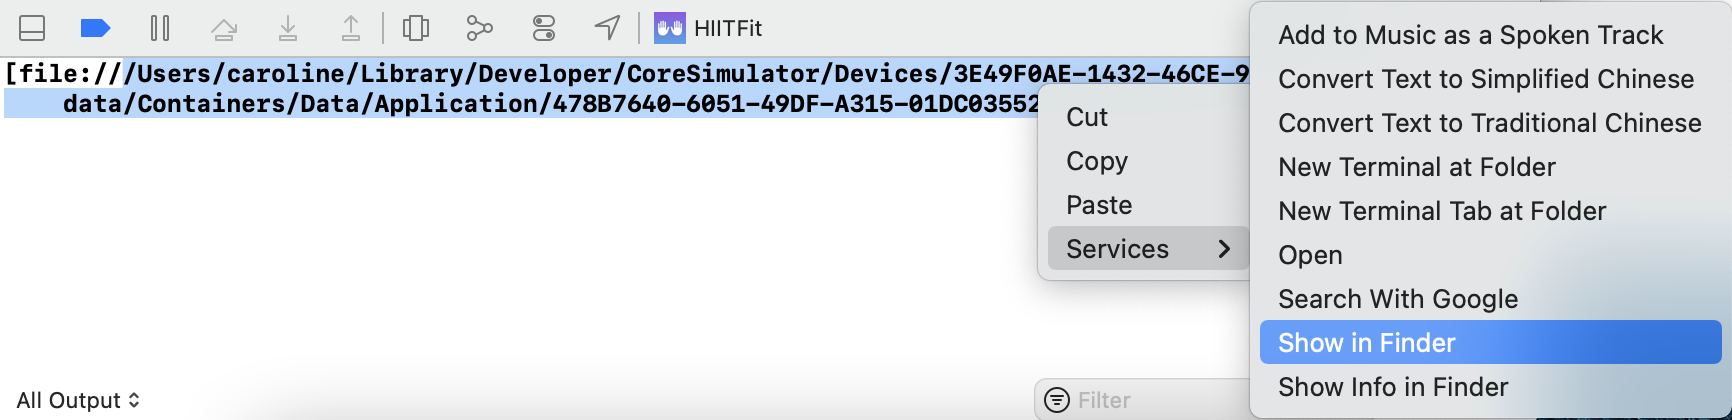 HIITFit
[file:///Users/caroline/Library/Developer/CoreSimulator/Devices/3E49F0AE-1432-46CE-9
data/Containers/Data/Application/478B7640-6051-49DF-A315-01DC03552
Cut
Copy
Paste
Services
Add to Music as a Spoken Track
Convert Text to Simplified Chinese
Convert Text to Traditional Chinese
New Terminal at Folder
New Terminal Tab at Folder
Open
Search With Google
Show in Finder
Show Info in Finder
All Output
Filter